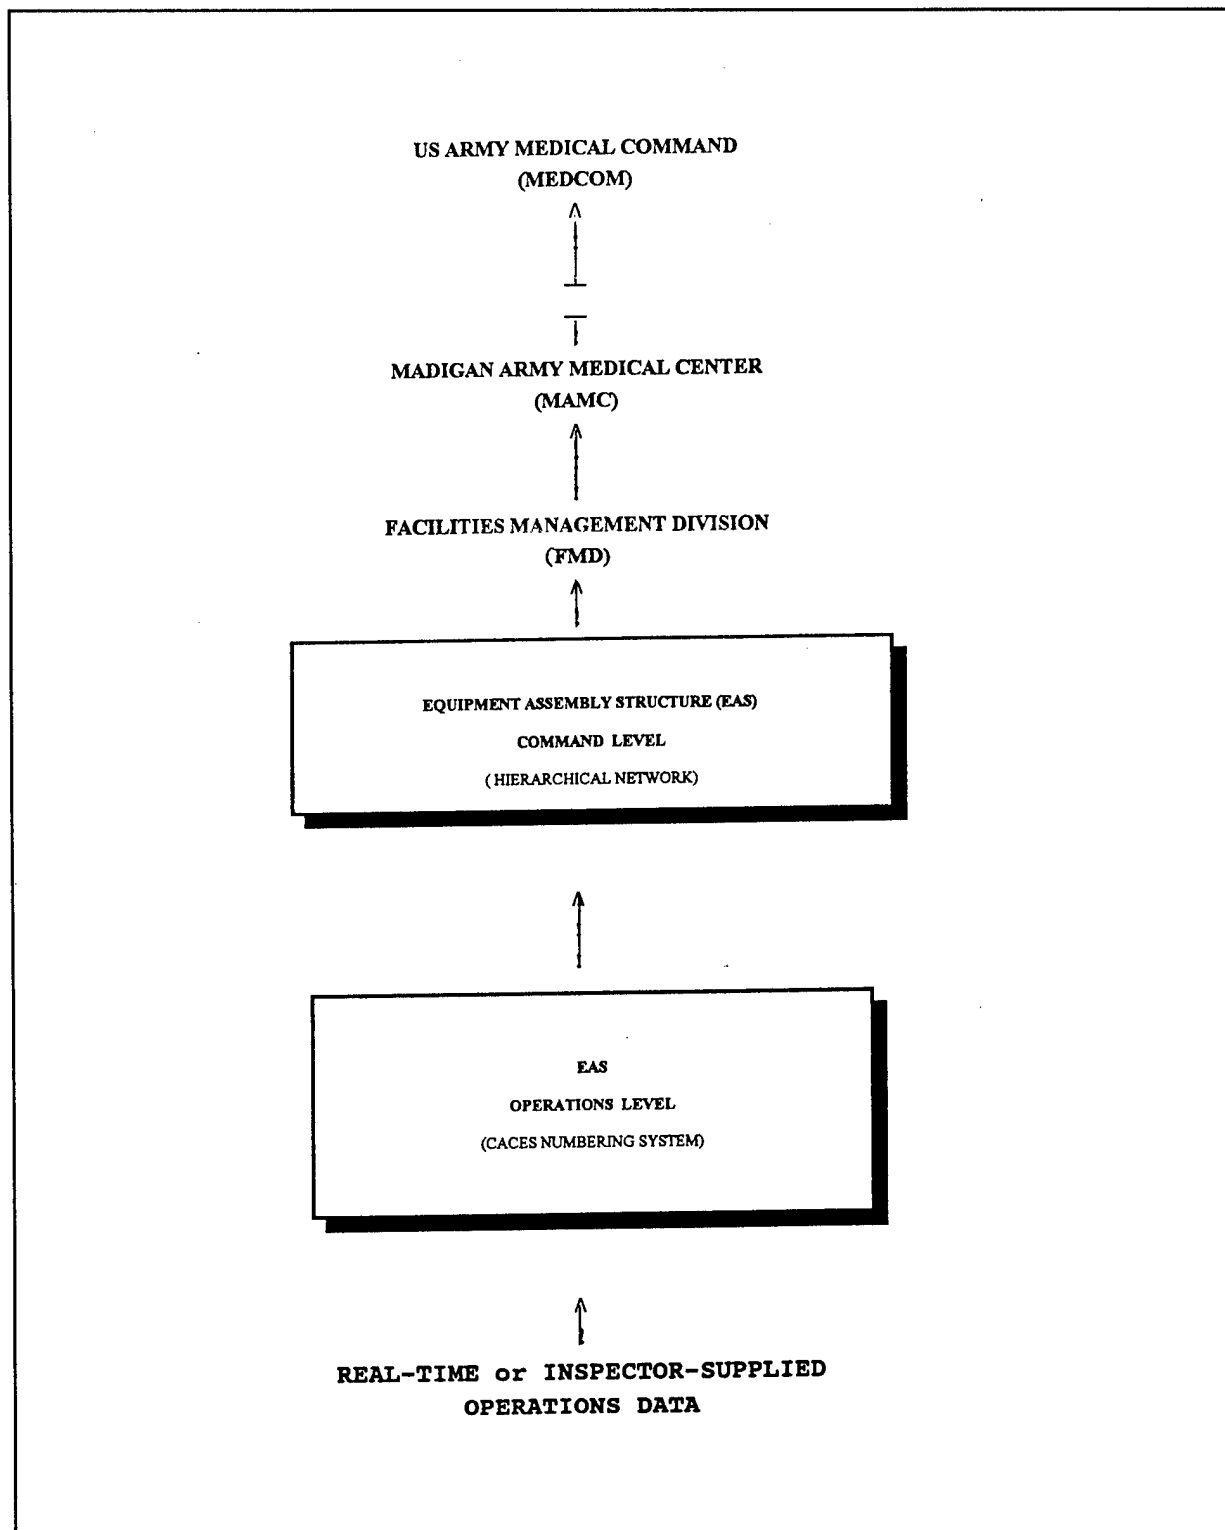 US ARMY MEDICAL COMMAND
(MEDCOM)
MADIGAN ARMY MEDICAL CENTER
(MAMC)
FACILITIES MANAGEMENT DIVISION
(FMD)
EQUIPMENT ASSEMBLY STRUCTURE (EAS)
COMMAND LEVEL
( HIERARCHICAL NETWORK)
EAS
OPERATIONS LEVEL
(CACES NUMBERING SYSTEM)
REAL-TIME or INSPECTOR-SUPPLIED
OPERATIONS DATA